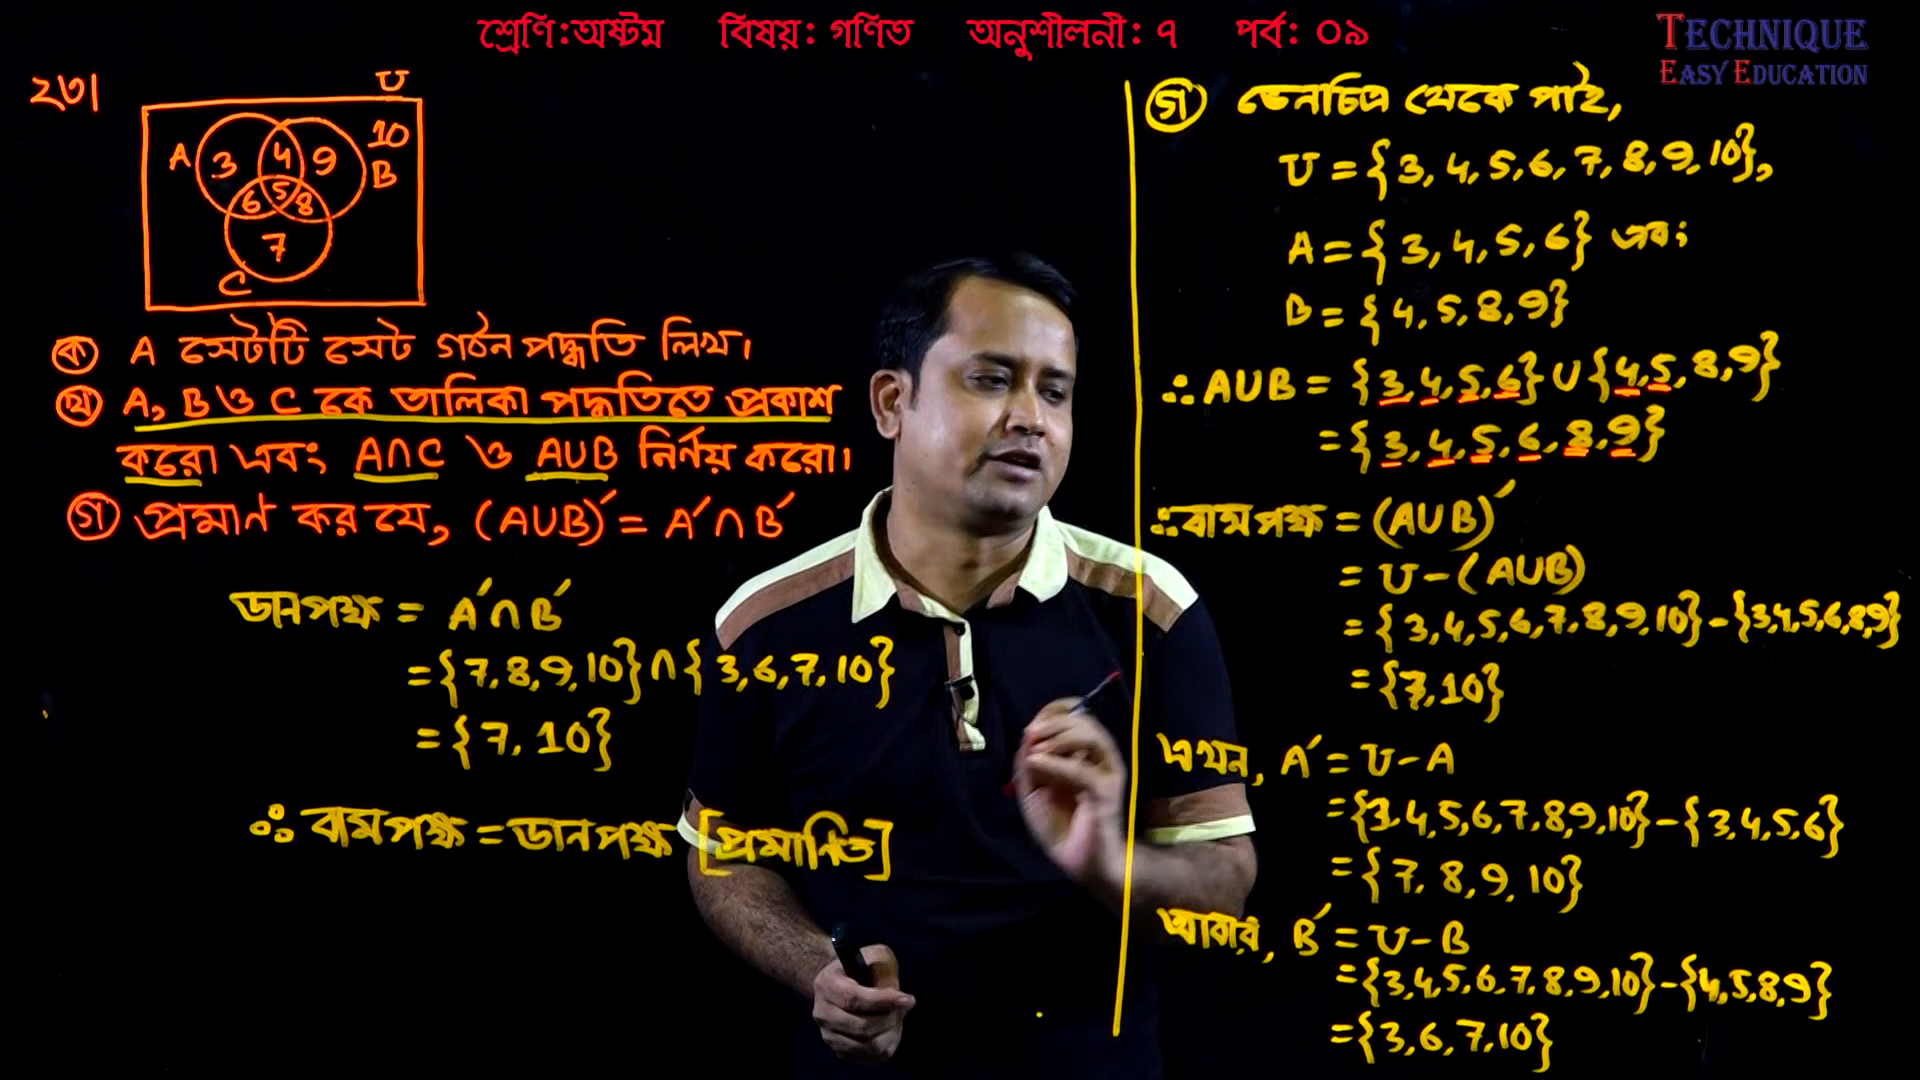 শ্রেণি:অষ্টম বিষয়: গণিত অনুশীলনী: ৭ পর্ব: ০৯
TECHNIQUE
EASY EDUCATION
২৩।
U
A 3 4 9 10
B
6 5 8
7
C
ক A সেটটি সেট গঠন পদ্ধতি লিখ।
খ A, B ও C কে তালিকা পদ্ধতিতে প্রকাশ
করো এবং A∩C ও A∪B নির্ণয় করো।
গ প্রমাণ কর যে, (A∪B)′ = A′∩B′
ডানপক্ষ = A′∩B′
={7,8,9,10}∩{3,6,7,10}
={7,10}
∴ বামপক্ষ = ডানপক্ষ [প্রমানিত]
গ ভেনচিত্র থেকে পাই,
U={3,4,5,6,7,8,9,10},
A={3,4,5,6} এবং
B={4,5,8,9}
∴A∪B={3,4,5,6}∪{4,5,8,9}
={3,4,5,6,8,9}
∴বামপক্ষ=(A∪B)′
=U-(A∪B)
={3,4,5,6,7,8,9,10}-{3,4,5,6,8,9}
={7,10}
এখন, A′=U-A
={3,4,5,6,7,8,9,10}-{3,4,5,6}
={7,8,9,10}
আবার, B′=U-B
={3,4,5,6,7,8,9,10}-{4,5,8,9}
={3,6,7,10}